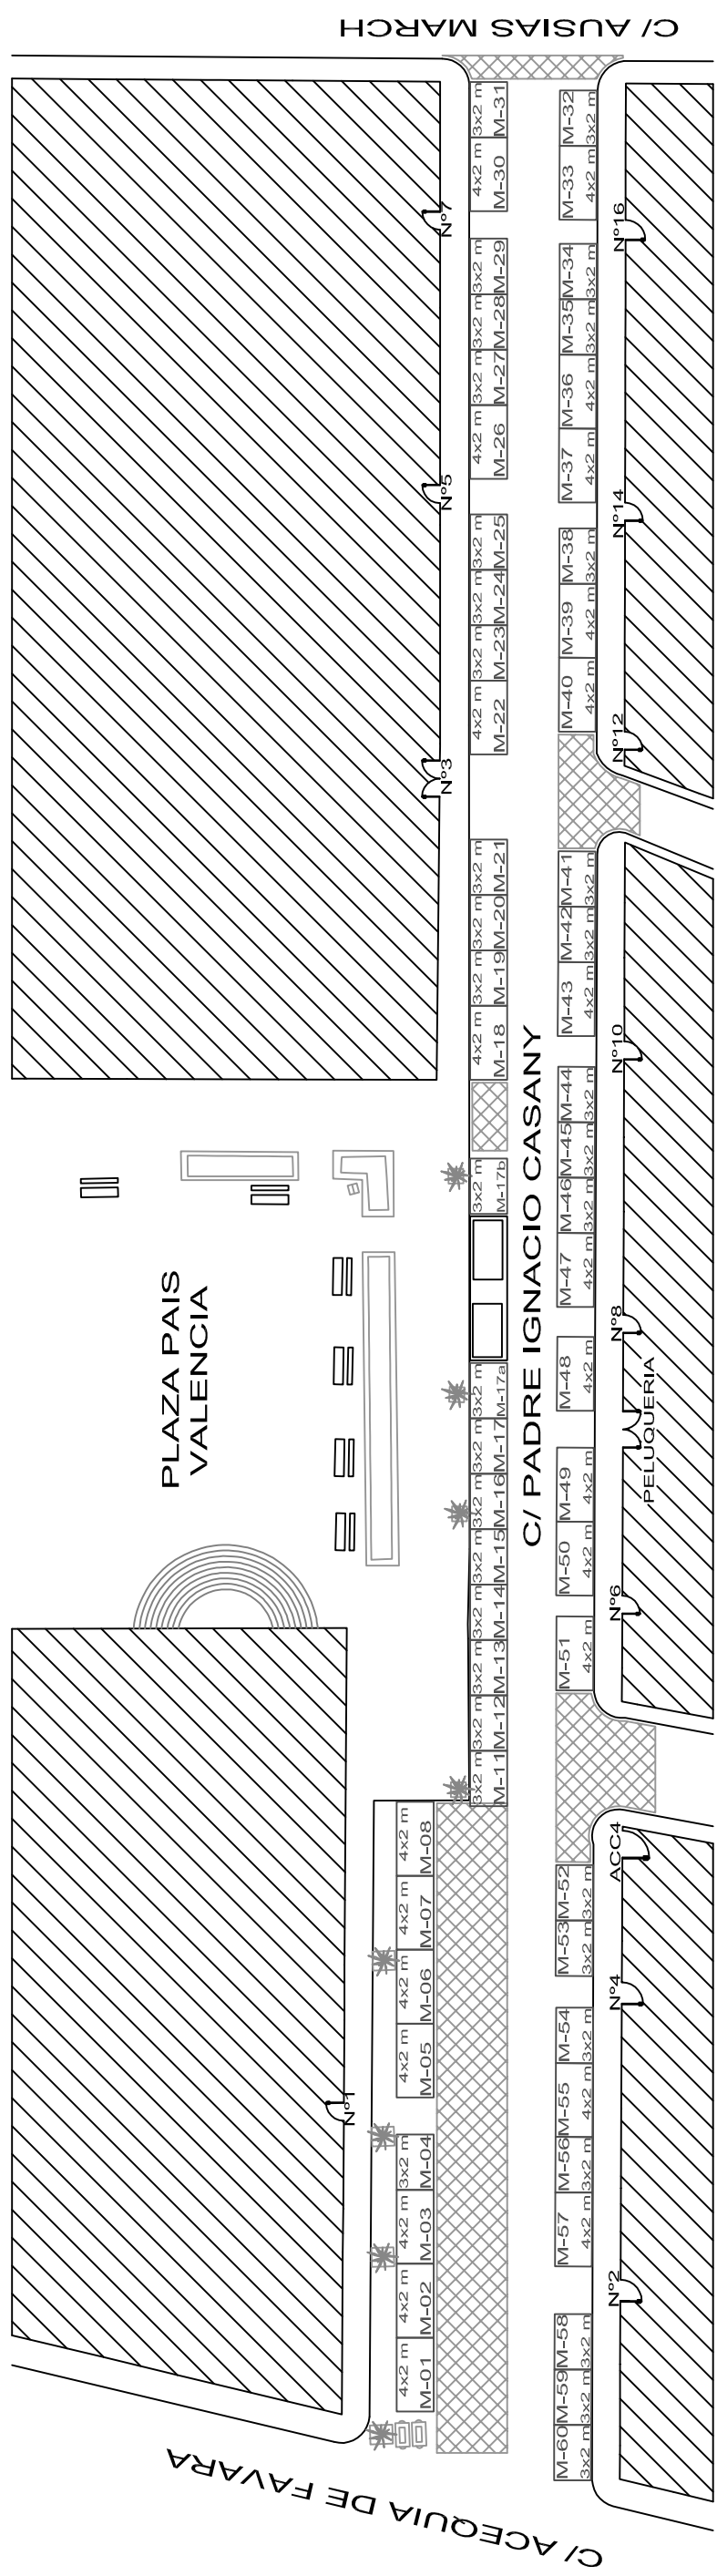 C/ AUSIAS MARCH
3x2 m
M-31
4x2 m
M-30
3x2 m
M-29
3x2 m
M-28
3x2 m
M-27
4x2 m
M-26
3x2 m
M-25
3x2 m
M-24
3x2 m
M-23
4x2 m
M-22
3x2 m
M-21
3x2 m
M-20
3x2 m
M-19
4x2 m
M-18
3x2 m
M-17b
3x2 m
M-17a
3x2 m
M-17
3x2 m
M-16
3x2 m
M-15
3x2 m
M-14
3x2 m
M-13
3x2 m
M-12
3x2 m
M-11
4x2 m
M-08
4x2 m
M-07
4x2 m
M-06
4x2 m
M-05
3x2 m
M-04
4x2 m
M-03
4x2 m
M-02
4x2 m
M-01
M-32
3x2 m
M-33
4x2 m
M-34
3x2 m
M-35
3x2 m
M-36
4x2 m
M-37
4x2 m
M-38
3x2 m
M-39
4x2 m
M-40
4x2 m
M-41
3x2 m
M-42
3x2 m
M-43
4x2 m
M-44
3x2 m
M-45
3x2 m
M-46
3x2 m
M-47
4x2 m
M-48
4x2 m
M-49
4x2 m
M-50
4x2 m
M-51
4x2 m
M-52
3x2 m
M-53
3x2 m
M-54
3x2 m
M-55
4x2 m
M-56
3x2 m
M-57
4x2 m
M-58
3x2 m
M-59
3x2 m
M-60
3x2 m
Nº7
Nº5
Nº3
Nº1
Nº16
Nº14
Nº12
Nº10
Nº8
PELUQUERIA
Nº6
ACC4
Nº4
Nº2
PLAZA PAIS
VALENCIA
C/ PADRE IGNACIO CASANY
C/ ACEQUIA DE FAVARA